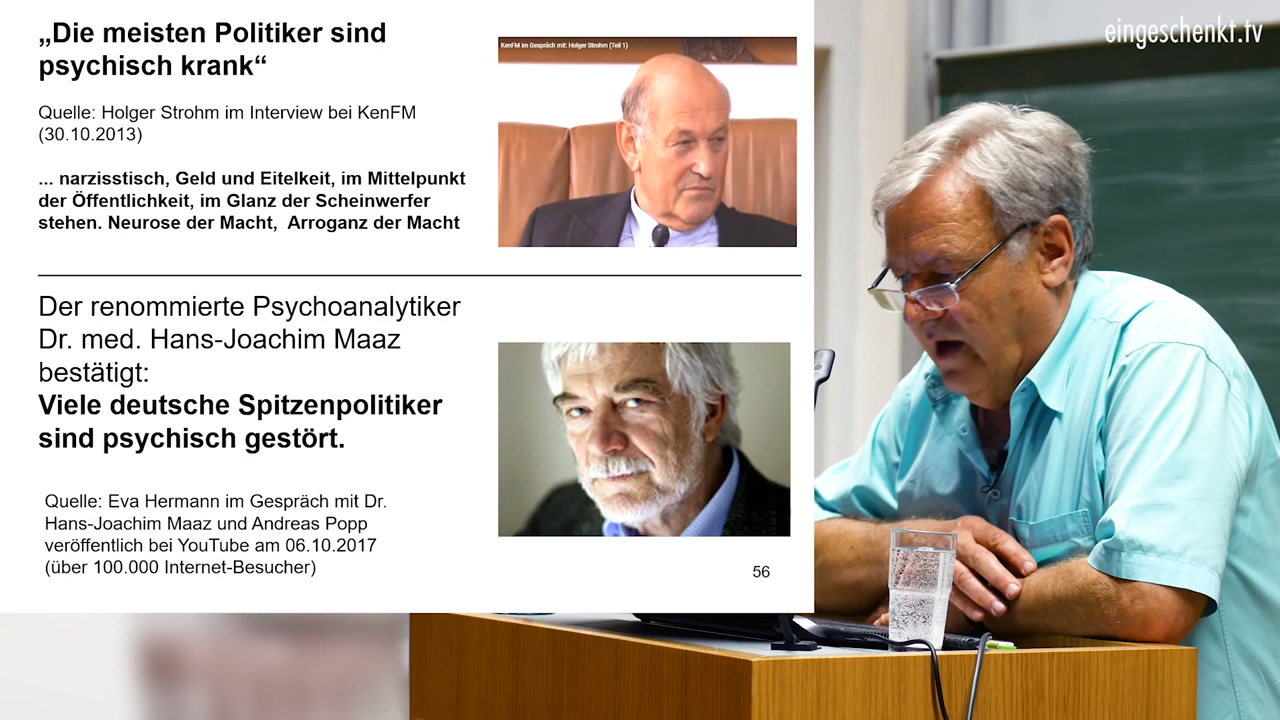 „Die meisten Politiker sind
psychisch krank“
Quelle: Holger Strohm im Interview bei KenFM
(30.10.2013)
... narzisstisch, Geld und Eitelkeit, im Mittelpunkt
der Öffentlichkeit, im Glanz der Scheinwerfer
stehen. Neurose der Macht,  Arroganz der Macht
KenFM im Gespräch mit: Holger Strohm (Teil 1)
Der renommierte Psychoanalytiker
Dr. med. Hans-Joachim Maaz
bestätigt:
Viele deutsche Spitzenpolitiker
sind psychisch gestört.
Quelle: Eva Hermann im Gespräch mit Dr.
Hans-Joachim Maaz und Andreas Popp
veröffentlich bei YouTube am 06.10.2017
(über 100.000 Internet-Besucher)
56
eingeschenkt.tv